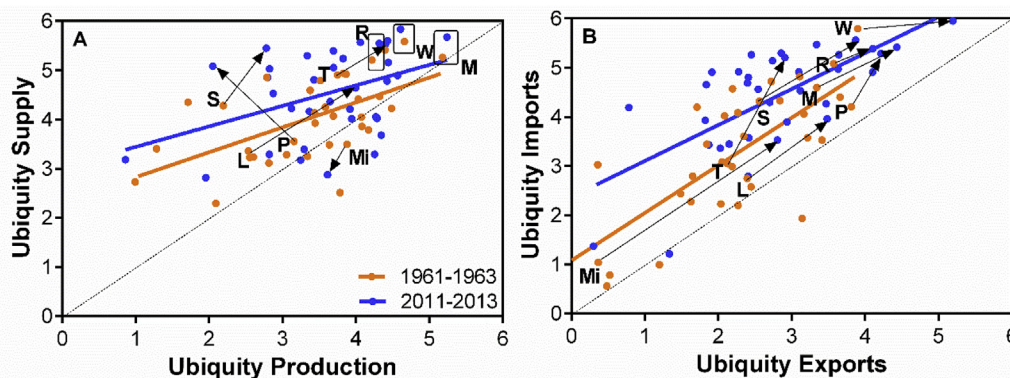 A
B
Ubiquity Supply
6
5
4
3
2
1
0
R
W
M
T
S
L
P
Mi
1961-1963
2011-2013
0 1 2 3 4 5 6
Ubiquity Production
Ubiquity Imports
6
5
4
3
2
1
0
W
R
M
S
P
T
L
Mi
0 1 2 3 4 5 6
Ubiquity Exports